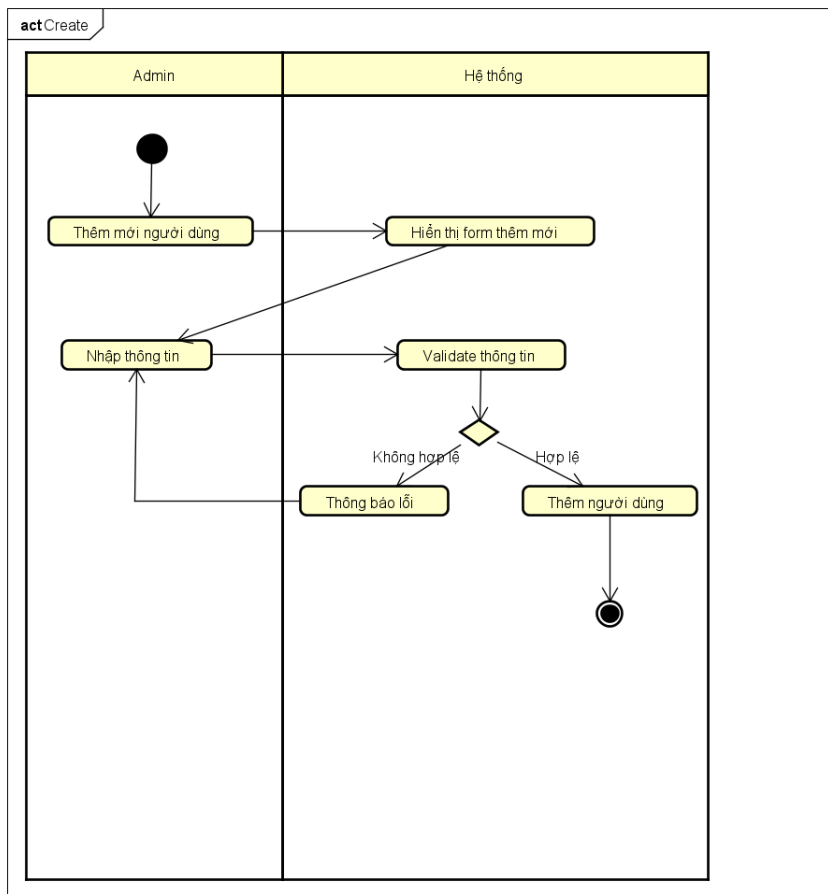 act Create
Admin
Hệ thống
Thêm mới người dùng
Hiển thị form thêm mới
Nhập thông tin
Validate thông tin
Không hợp lệ
Hợp lệ
Thông báo lỗi
Thêm người dùng